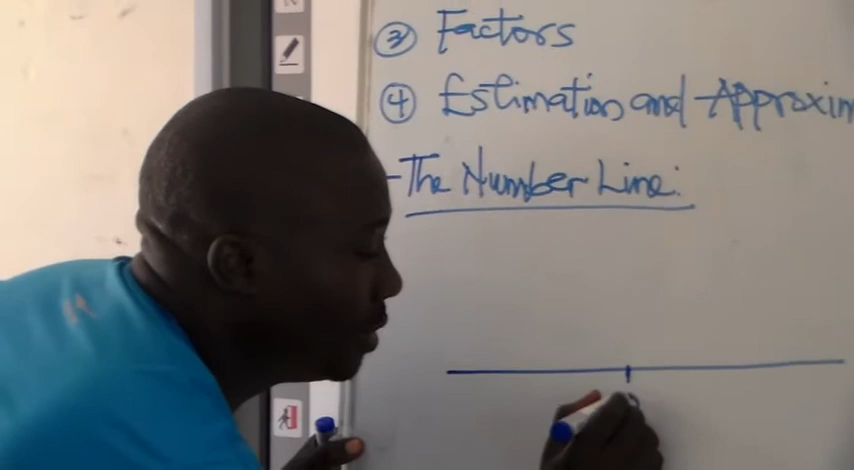 ③ Factors
④ Estimation and Approxim
-The Number Line: